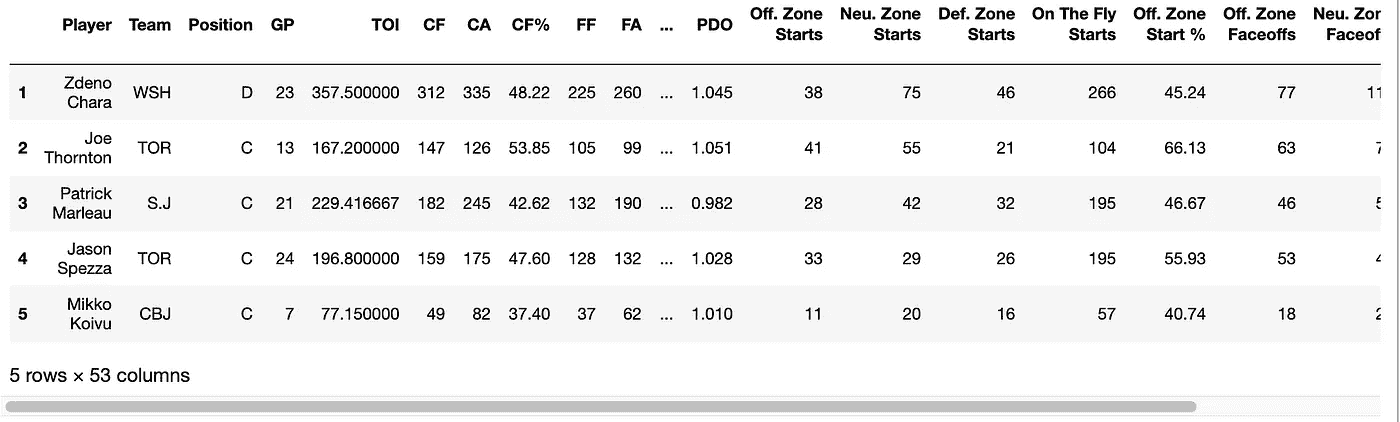 Player Team Position GP TOI CF CA CF% FF FA ... PDO Off. Zone Starts Neu. Zone Starts Def. Zone Starts On The Fly Starts Off. Zone Start % Off. Zone Faceoffs Neu. Zor Faceof
1 Zdeno Chara WSH D 23 357.500000 312 335 48.22 225 260 ... 1.045 38 75 46 266 45.24 77 11
2 Joe Thornton TOR C 13 167.200000 147 126 53.85 105 99 ... 1.051 41 55 21 104 66.13 63 7
3 Patrick Marleau S.J C 21 229.416667 182 245 42.62 132 190 ... 0.982 28 42 32 195 46.67 46
4 Jason Spezza TOR C 24 196.800000 159 175 47.60 128 132 ... 1.028 33 29 26 195 55.93 53
5 Mikko Koivu CBJ C 7 77.150000 49 82 37.40 37 62 ... 1.010 11 20 16 57 40.74 18 2
5 rows × 53 columns